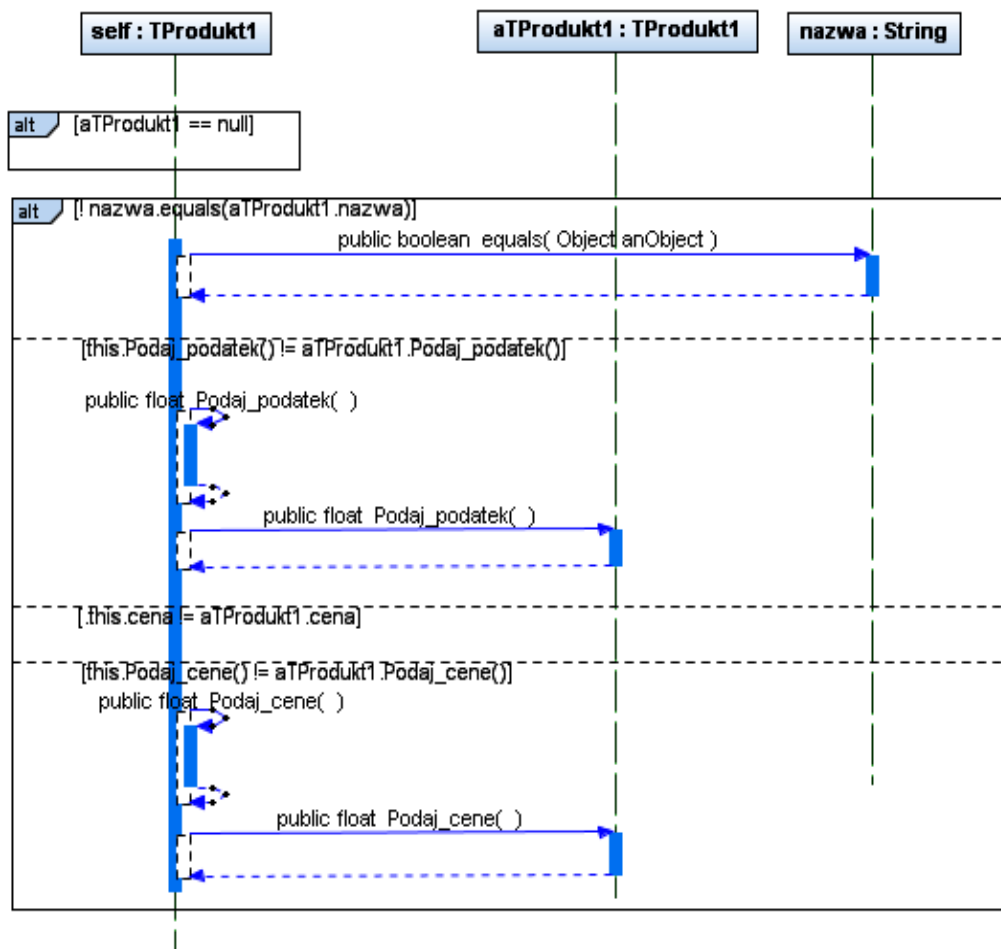 self : TProdukt1
aTProdukt1 : TProdukt1
nazwa : String
alt [aTProdukt1 == null]
alt [! nazwa.equals(aTProdukt1.nazwa)]
public boolean equals( Object anObject )
[this.Podaj_podatek() != aTProdukt1.Podaj_podatek()]
public float Podaj_podatek( )
public float Podaj_podatek( )
[.this.cena != aTProdukt1.cena]
[this.Podaj_cene() != aTProdukt1.Podaj_cene()]
public float Podaj_cene( )
public float Podaj_cene( )